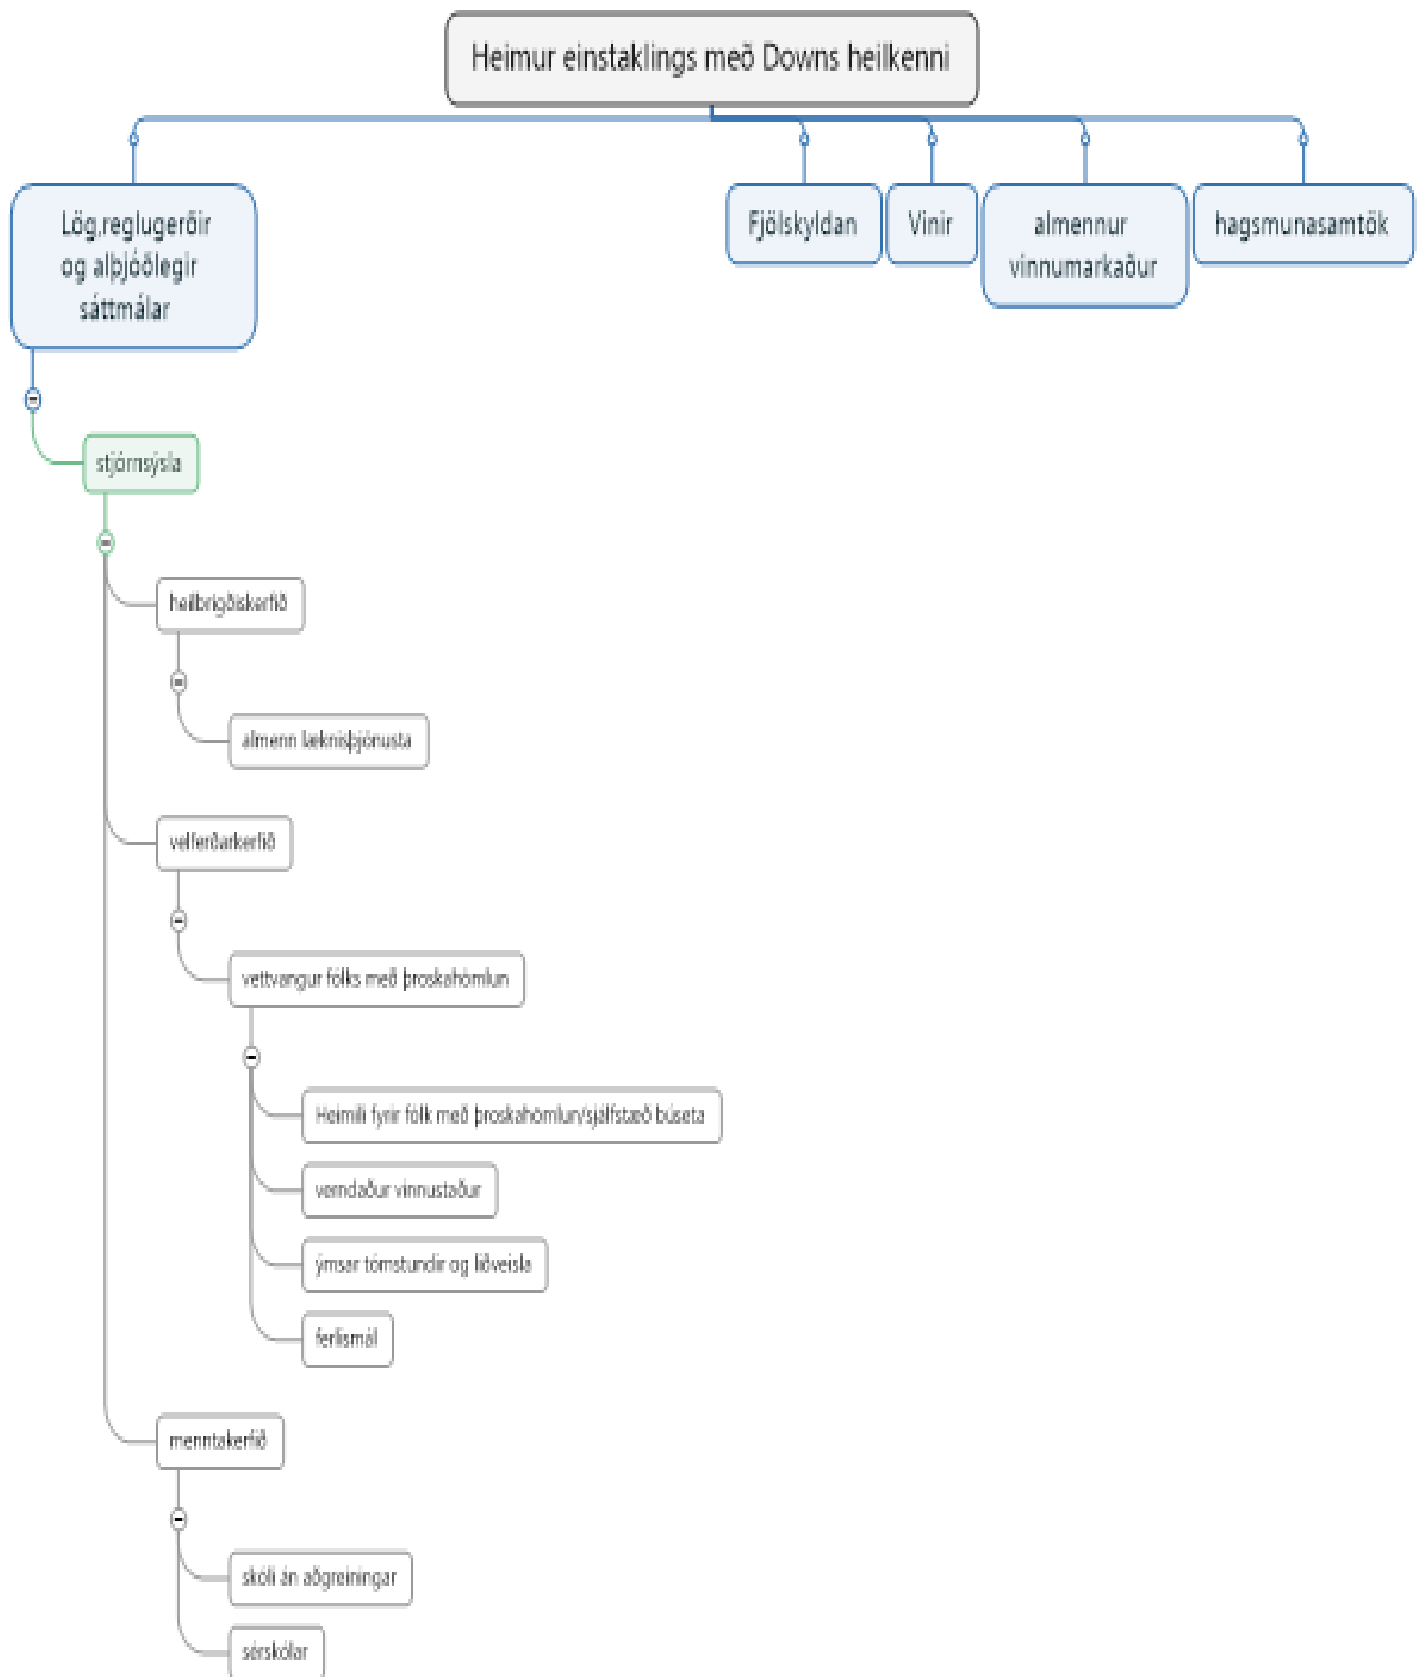 Heimur einstaklings með Downs heilkenni
Lög,reglugerðir
og alþjóðlegir
sáttmálar
Fjölskyldan
Vinir
almennur
vinnumarkaður
hagsmunasamtök
stjórnsýsla
heilbrigðiskerfið
almenn læknisþjónusta
velferðarkerfið
vettvangur fólks með þroskahömlun
Heimili fyrir fólk með þroskahömlun/sjálfstæð búseta
verndaður vinnustaður
ýmsar tómstundir og liðveisla
ferlismál
menntakerfið
skóli án aðgreiningar
sérskólar